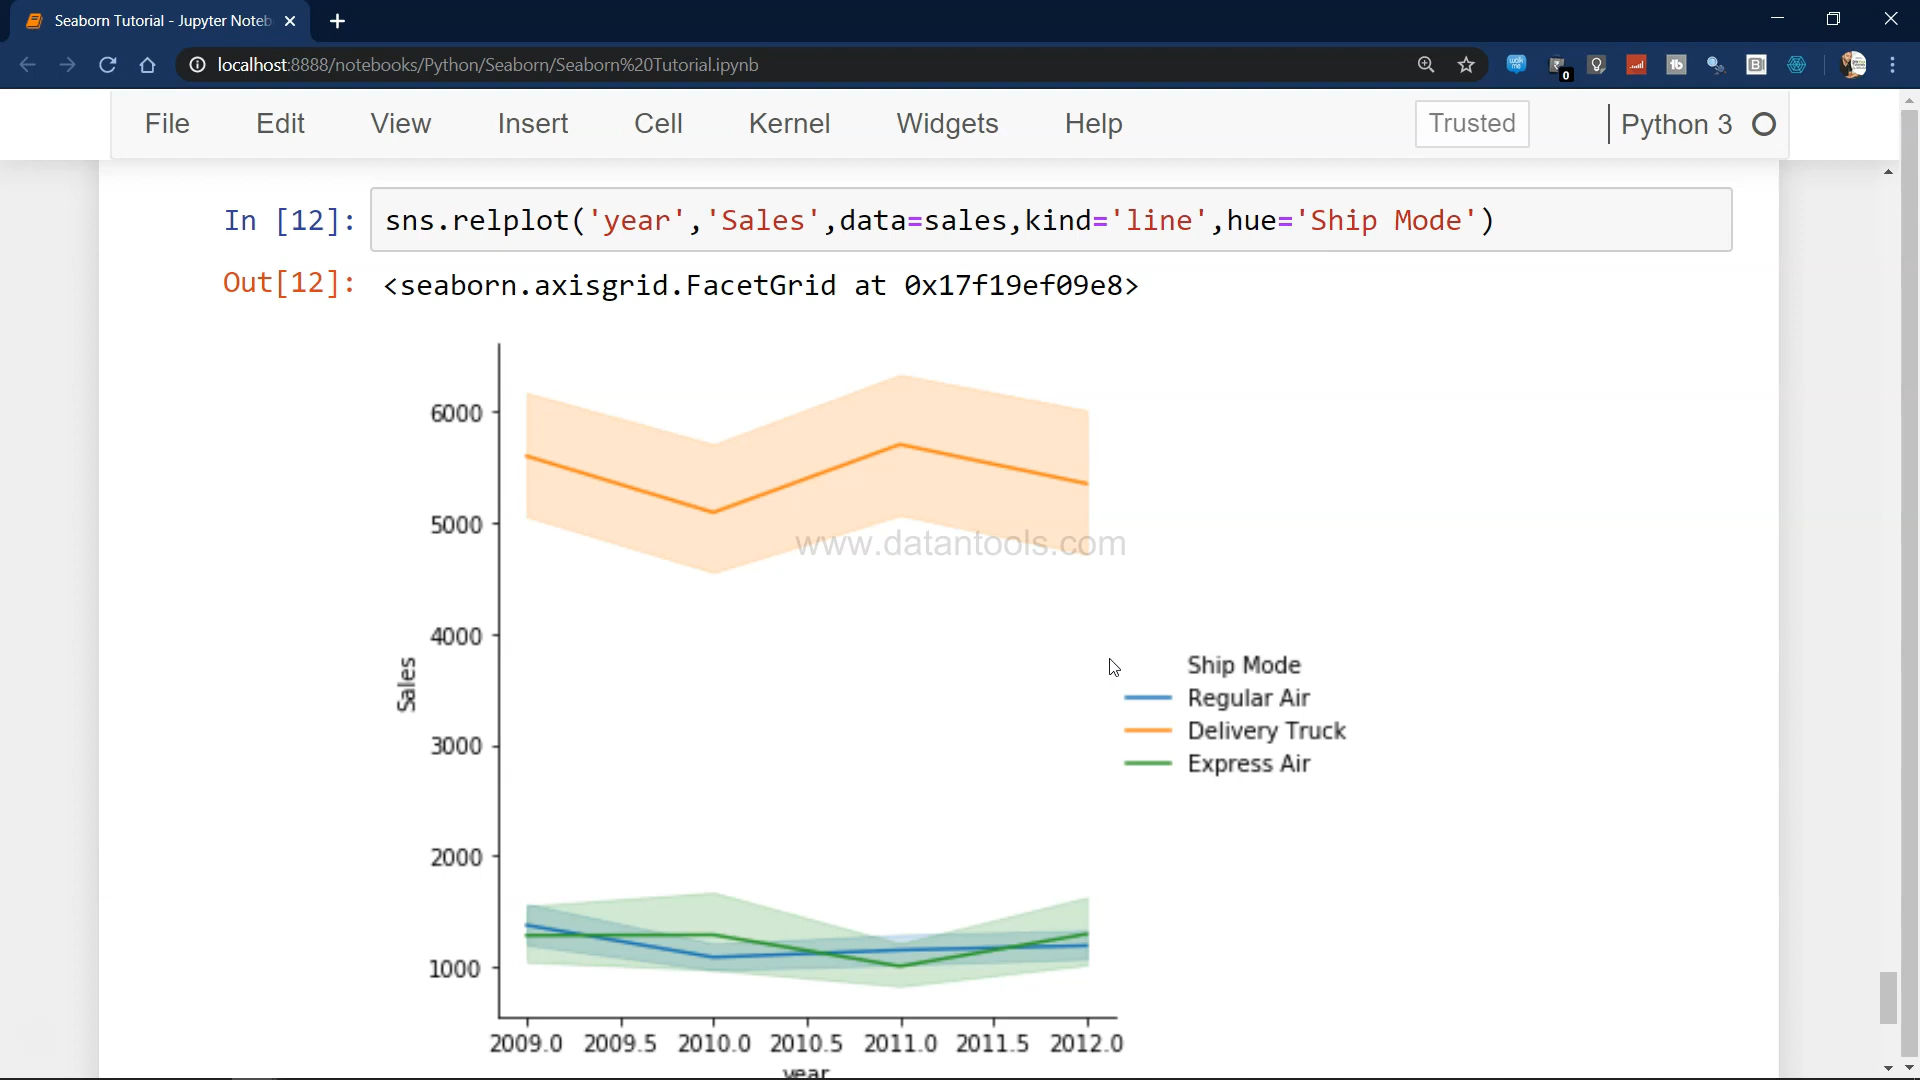 Seaborn Tutorial - Jupyter Noteb
localhost:8888/notebooks/Python/Seaborn/Seaborn%20Tutorial.ipynb
0
File Edit View Insert Cell Kernel Widgets Help Trusted Python 3
In [12]: sns.relplot('year','Sales',data=sales,kind='line',hue='Ship Mode')
Out[12]: <seaborn.axisgrid.FacetGrid at 0x17f19ef09e8>
6000
5000
www.datantools.com
4000
Sales
3000
2000
1000
Ship Mode
Regular Air
Delivery Truck
Express Air
2009.0 2009.5 2010.0 2010.5 2011.0 2011.5 2012.0
year